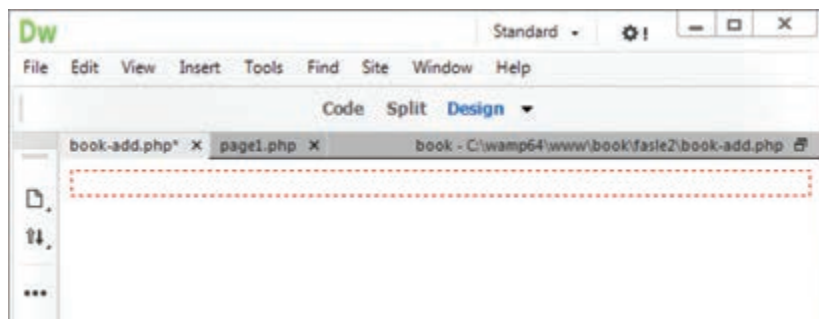 Dw Standard
File Edit View Insert Tools Find Site Window Help
Code Split Design
book-add.php* × page1.php × book - C:\wamp64\www\book\fasle2\book-add.php